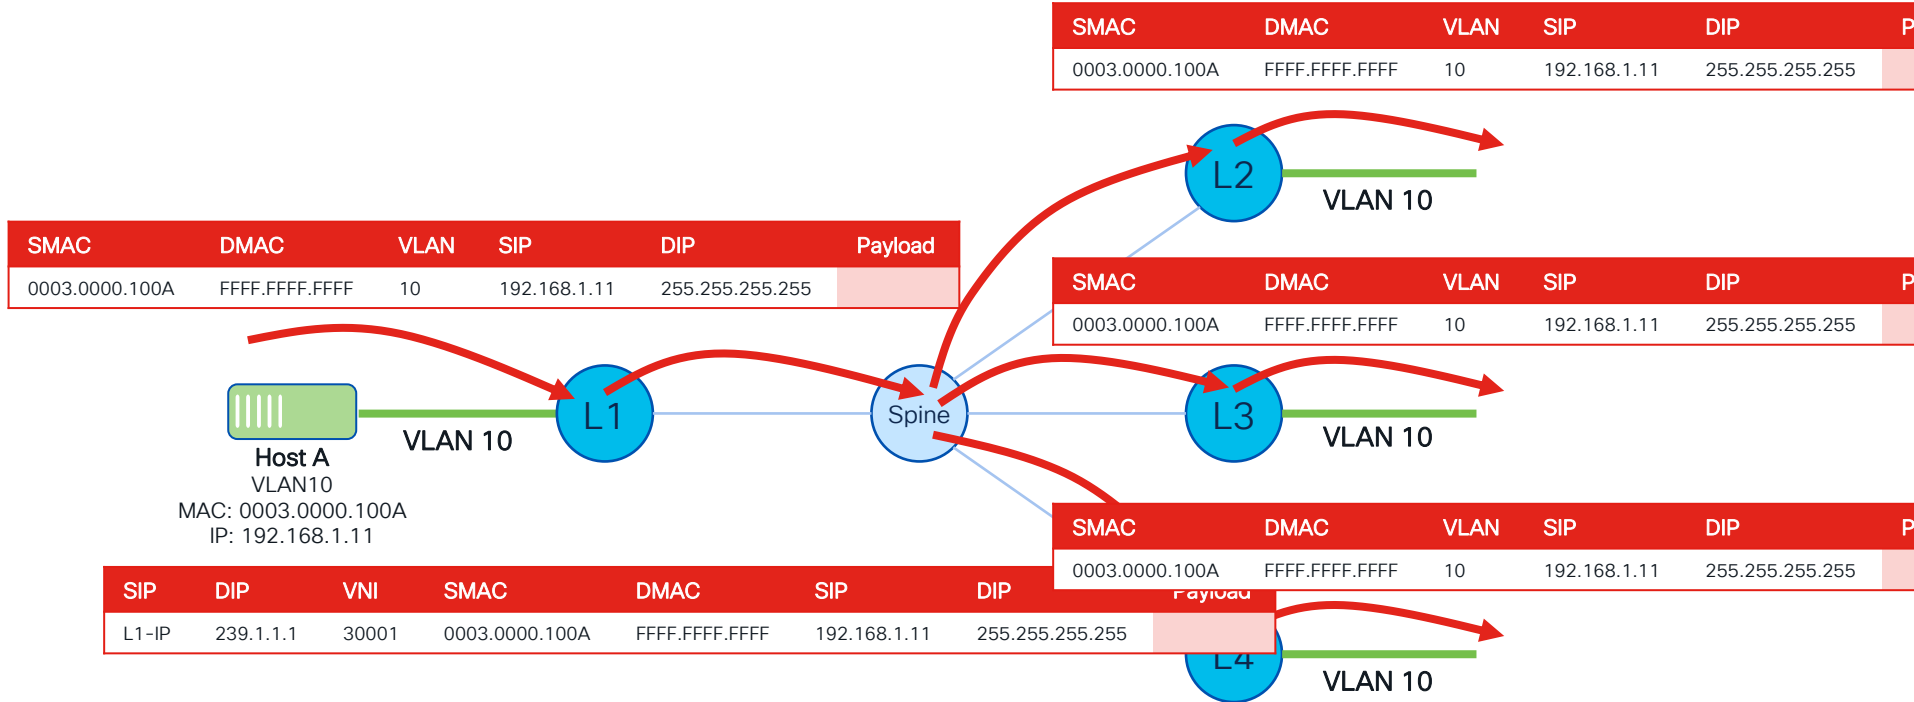 SMAC DMAC VLAN SIP DIP P
0003.0000.100A FFFF.FFFF.FFFF 10 192.168.1.11 255.255.255.255
L2
VLAN 10
SMAC DMAC VLAN SIP DIP Payload
0003.0000.100A FFFF.FFFF.FFFF 10 192.168.1.11 255.255.255.255
SMAC DMAC VLAN SIP DIP P
0003.0000.100A FFFF.FFFF.FFFF 10 192.168.1.11 255.255.255.255
L1
Spine
L3
VLAN 10
VLAN 10
Host A
VLAN10
MAC: 0003.0000.100A
IP: 192.168.1.11
SMAC DMAC VLAN SIP DIP P
0003.0000.100A FFFF.FFFF.FFFF 10 192.168.1.11 255.255.255.255
SIP DIP VNI SMAC DMAC SIP DIP Payload
L1-IP 239.1.1.1 30001 0003.0000.100A FFFF.FFFF.FFFF 192.168.1.11 255.255.255.255
L4
VLAN 10